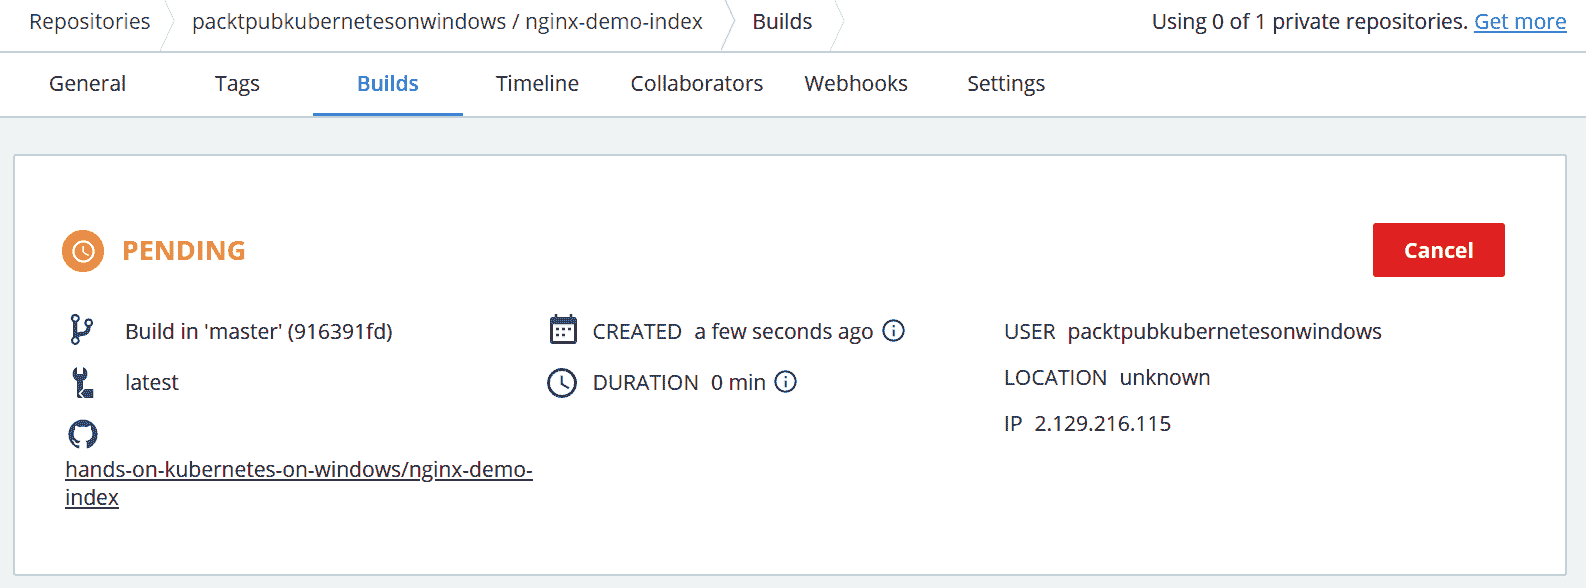 Repositories packtpubkubernetesonwindows / nginx-demo-index Builds Using 0 of 1 private repositories. Get more
General Tags Builds Timeline Collaborators Webhooks Settings
PENDING Cancel
Build in 'master' (916391fd) CREATED a few seconds ago USER packtpubkubernetesonwindows
latest DURATION 0 min LOCATION unknown
IP 2.129.216.115
hands-on-kubernetes-on-windows/nginx-demo-
index